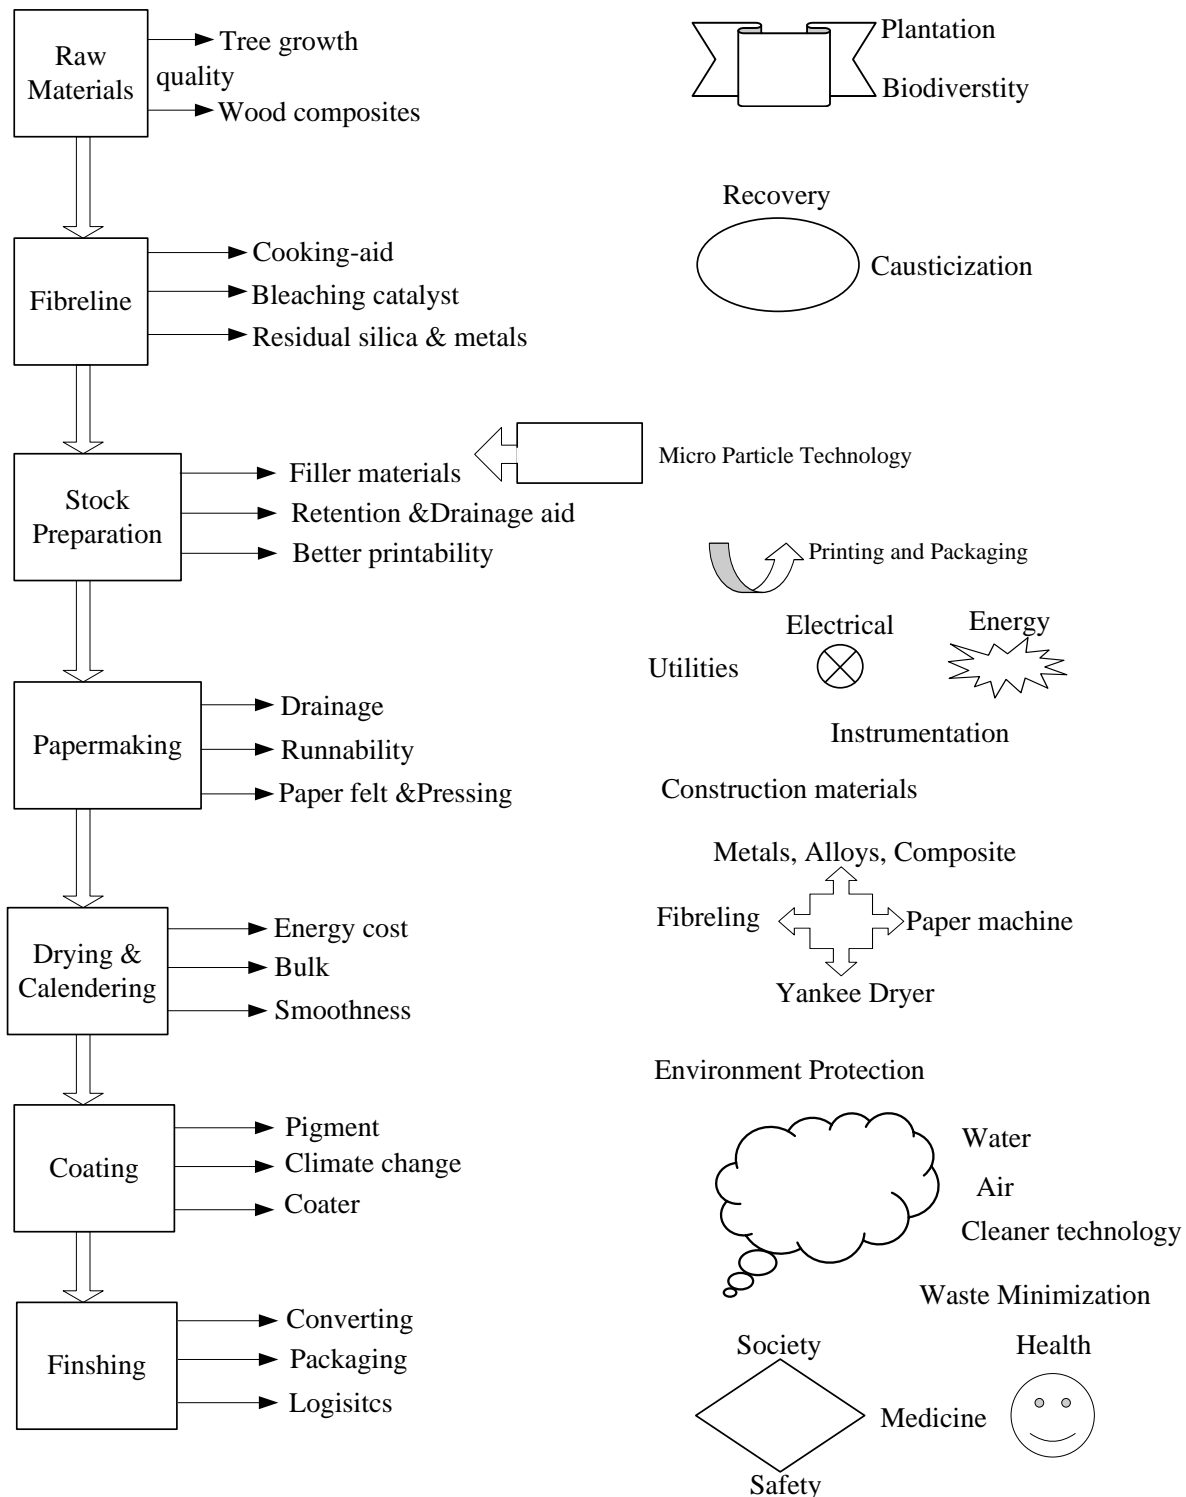 Raw
Materials
Tree growth
quality
Wood composites
Plantation
Biodiverstity
Recovery
Causticization
Fibreline
Cooking-aid
Bleaching catalyst
Residual silica & metals
Stock
Preparation
Filler materials
Retention &Drainage aid
Better printability
Micro Particle Technology
Printing and Packaging
Electrical
Energy
Utilities
Instrumentation
Papermaking
Drainage
Runnability
Paper felt &Pressing
Construction materials
Metals, Alloys, Composite
Fibreling
Paper machine
Yankee Dryer
Drying &
Calendering
Energy cost
Bulk
Smoothness
Environment Protection
Water
Air
Cleaner technology
Waste Minimization
Coating
Pigment
Climate change
Coater
Finshing
Converting
Packaging
Logisitcs
Society
Health
Medicine
Safety